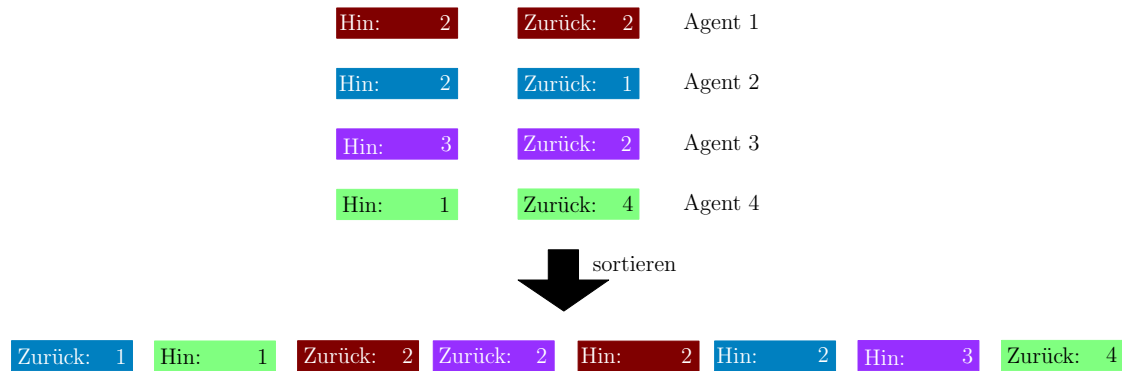 Hin: 2 Zurück: 2 Agent 1
Hin: 2 Zurück: 1 Agent 2
Hin: 3 Zurück: 2 Agent 3
Hin: 1 Zurück: 4 Agent 4
sortieren
Zurück: 1 Hin: 1 Zurück: 2 Zurück: 2 Hin: 2 Hin: 2 Hin: 3 Zurück: 4